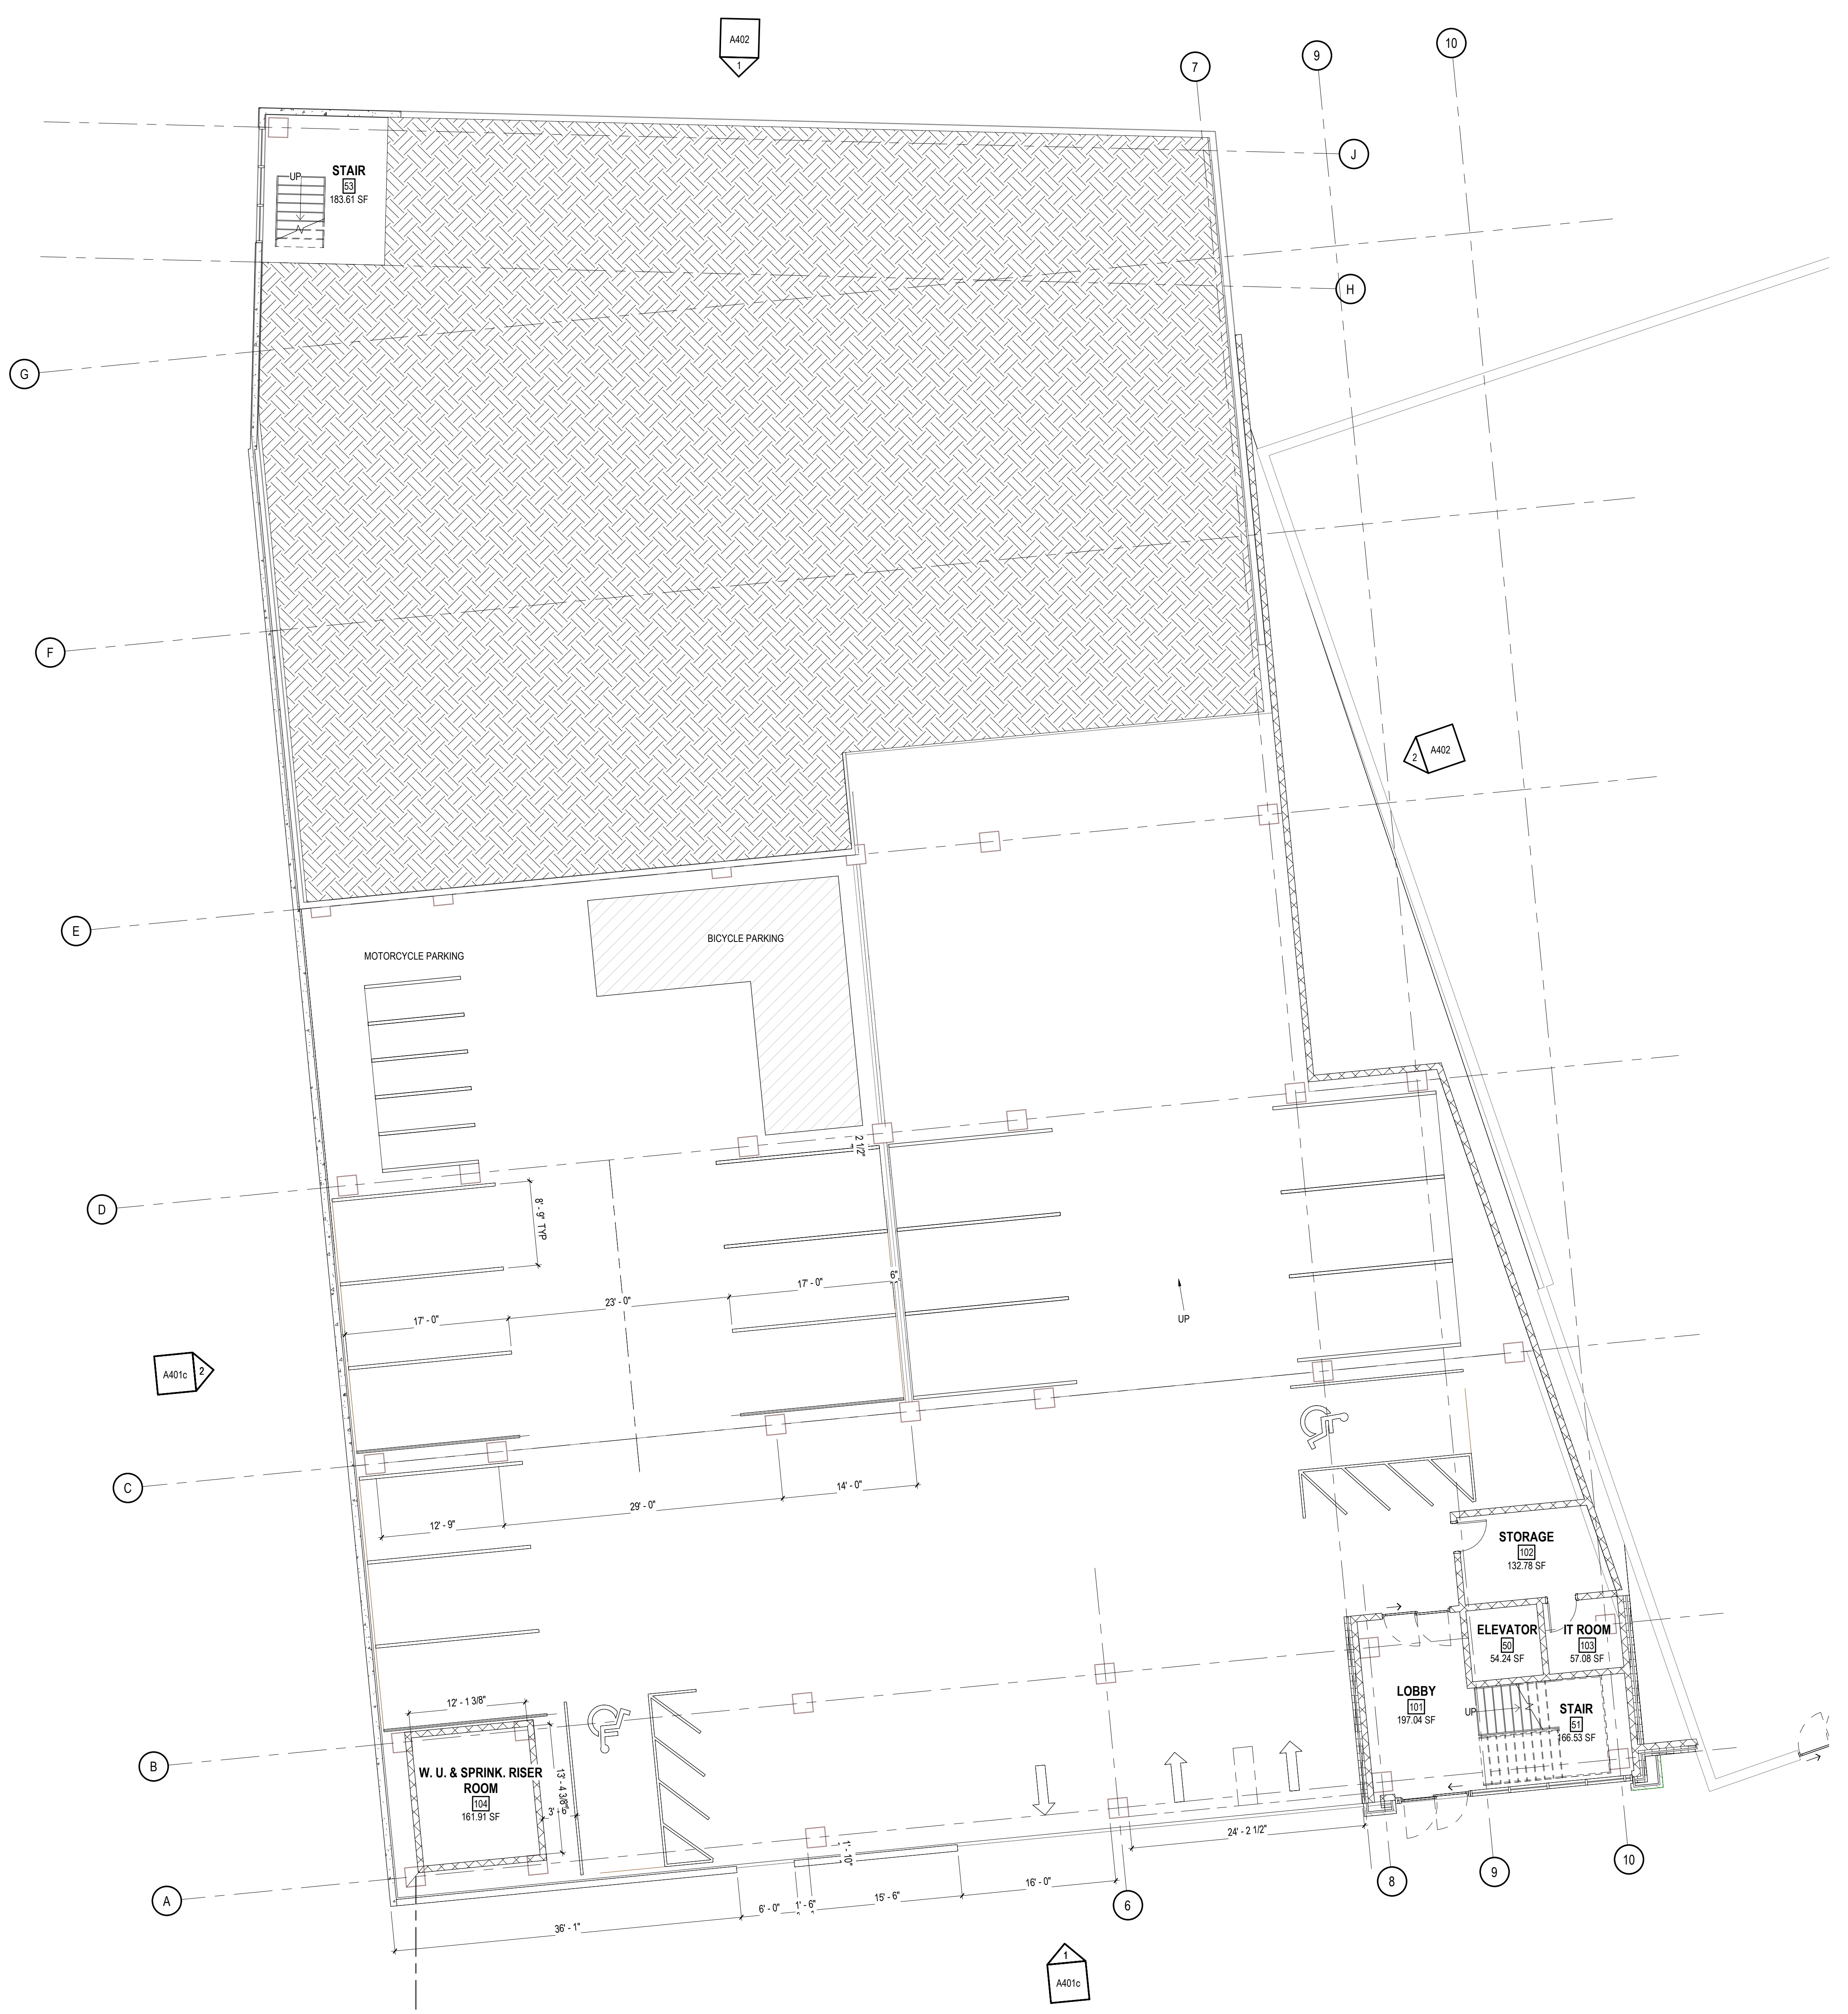 A402
1
7
9
10
J
H
G
F
E
D
C
B
A
UP
STAIR
53
183.61 SF
2
A402
MOTORCYCLE PARKING
BICYCLE PARKING
2 1/2"
8' - 9" TYP
17' - 0"
23' - 0"
17' - 0"
6"
UP
A401c
2
12' - 9"
29' - 0"
14' - 0"
STORAGE
102
132.78 SF
ELEVATOR
50
54.24 SF
IT ROOM
103
57.08 SF
LOBBY
101
197.04 SF
UP
STAIR
51
166.53 SF
12' - 1 3/8"
W. U. & SPRINK. RISER
ROOM
104
161.91 SF
13' - 4 3/8"
3' - 6"
1' - 10"
24' - 2 1/2"
16' - 0"
15' - 6"
1' - 6"
6' - 0"
36' - 1"
6
8
9
10
1
A401c